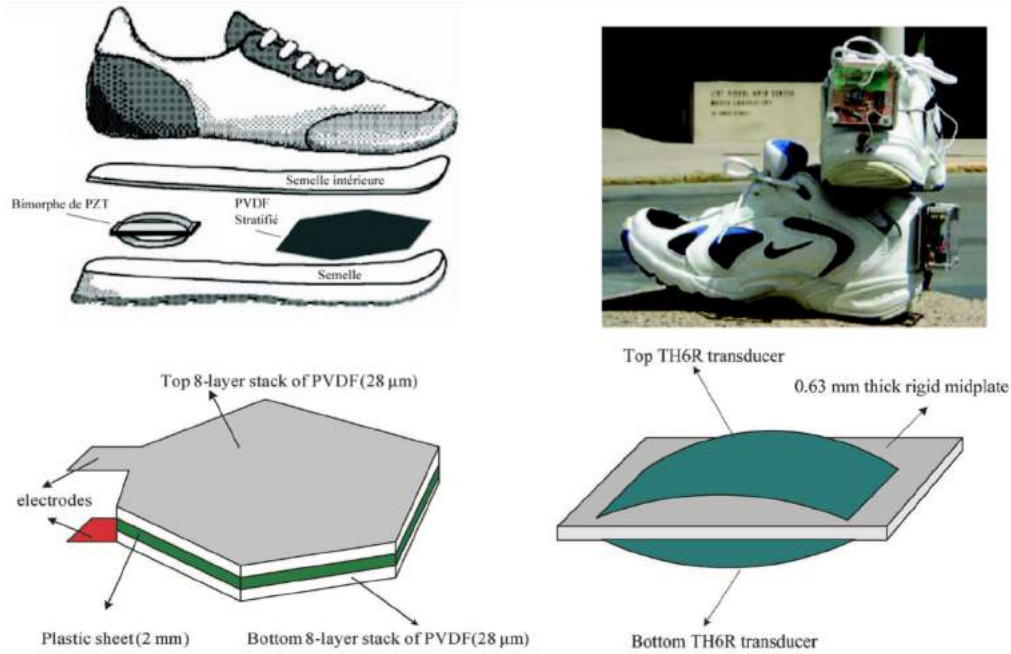 Semelle intérieure
Bimorphe de PZT
PVDF
Stratifié
Semelle
Top 8-layer stack of PVDF(28 μm)
electrodes
Plastic sheet(2 mm)
Bottom 8-layer stack of PVDF(28 μm)
Top TH6R transducer
0.63 mm thick rigid midplate
Bottom TH6R transducer